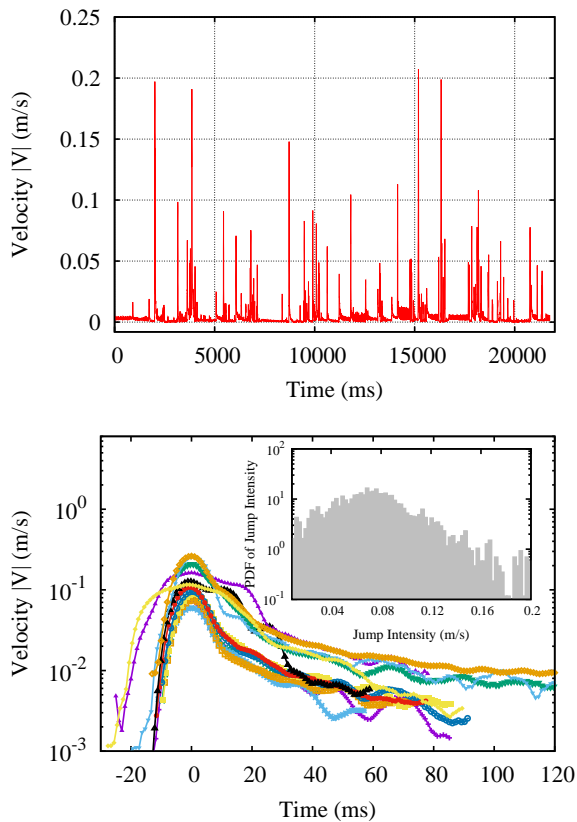 0.25
0.2
0.15
0.1
0.05
0
Velocity |V| (m/s)
0 5000 10000 15000 20000
Time (ms)
10^0
10^-1
10^-2
10^-3
Velocity |V| (m/s)
-20 0 20 40 60 80 100 120
Time (ms)
10^2
10^1
10^0
10^-1
PDF of Jump Intensity
0.04 0.08 0.12 0.16 0.2
Jump Intensity (m/s)